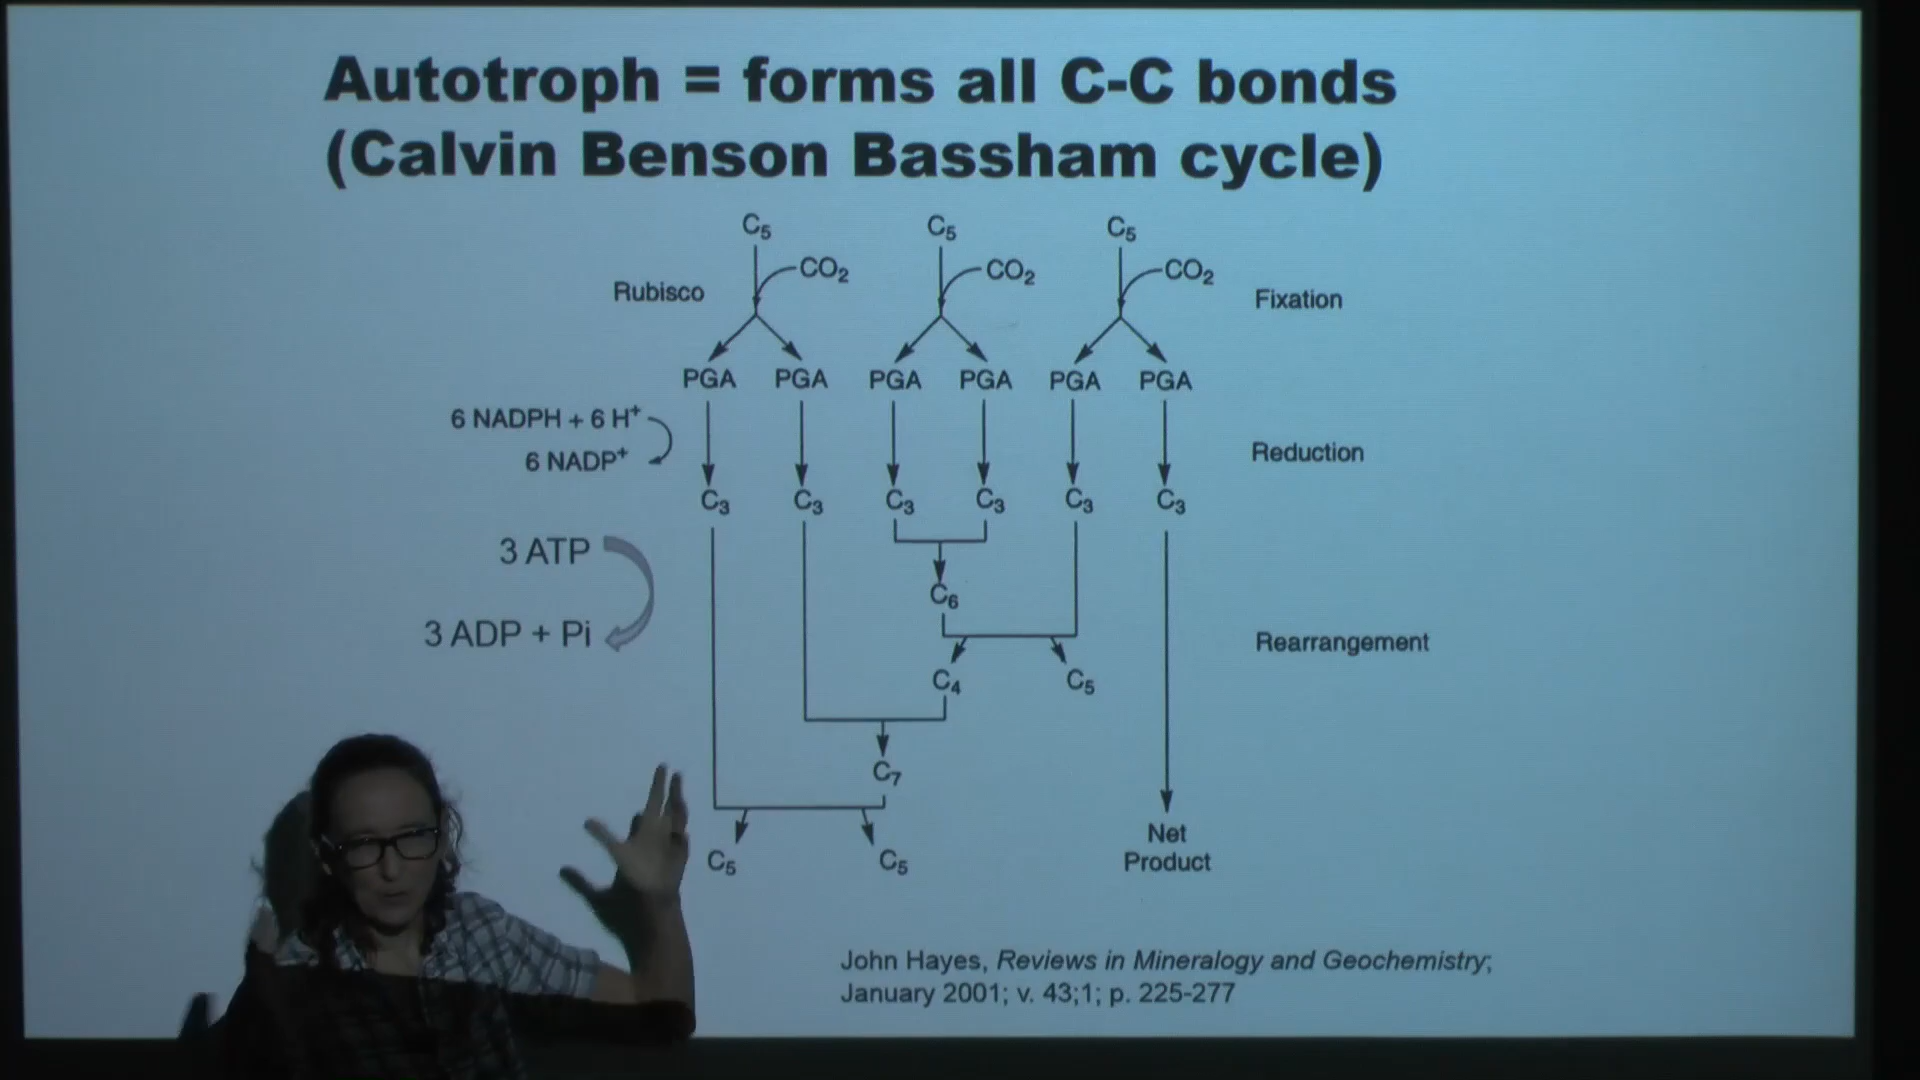 Autotroph = forms all C-C bonds
(Calvin Benson Bassham cycle)
C5 C5 C5
CO2 CO2 CO2
Rubisco
Fixation
PGA PGA PGA PGA PGA PGA
6 NADPH + 6 H+
6 NADP+
Reduction
C3 C3 C3 C3 C3 C3
3 ATP
C6
3 ADP + Pi
Rearrangement
C4 C5
C7
Net
Product
C5 C5
John Hayes, Reviews in Mineralogy and Geochemistry;
January 2001; v. 43;1; p. 225-277